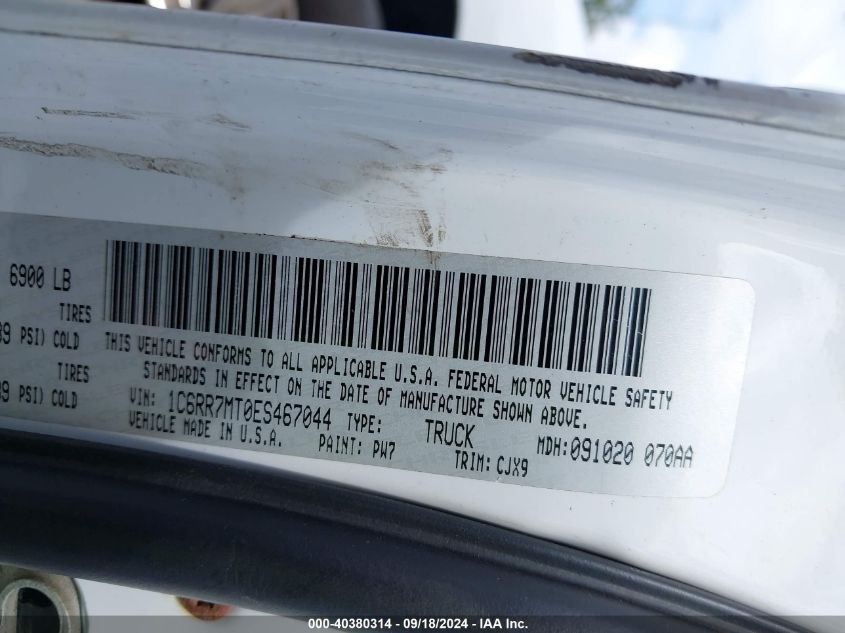 6900 LB
TIRES
39 PSI) COLD
TIRES
39 PSI) COLD
THIS VEHICLE CONFORMS TO ALL APPLICABLE U.S.A. FEDERAL MOTOR VEHICLE SAFETY
STANDARDS IN EFFECT ON THE DATE OF MANUFACTURE SHOWN ABOVE.
VIN: 1C6RR7MT0ES467044 TYPE: TRUCK MDH:091020 070AA
VEHICLE MADE IN U.S.A. PAINT: PW7 TRIM: CJX9
000-40380314 - 09/18/2024 - IAA Inc.